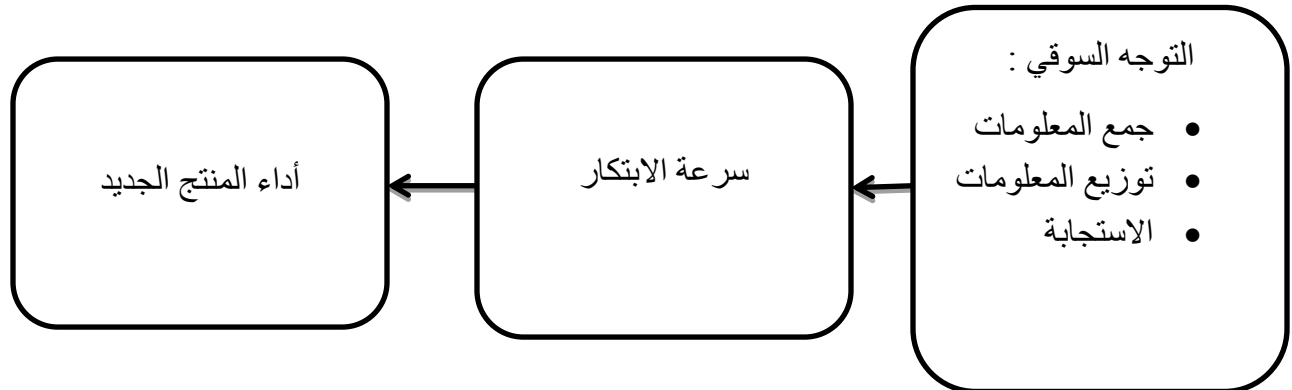 التوجه السوقي :
• جمع المعلومات
• توزيع المعلومات
• الاستجابة
سرعة الابتكار
أداء المنتج الجديد